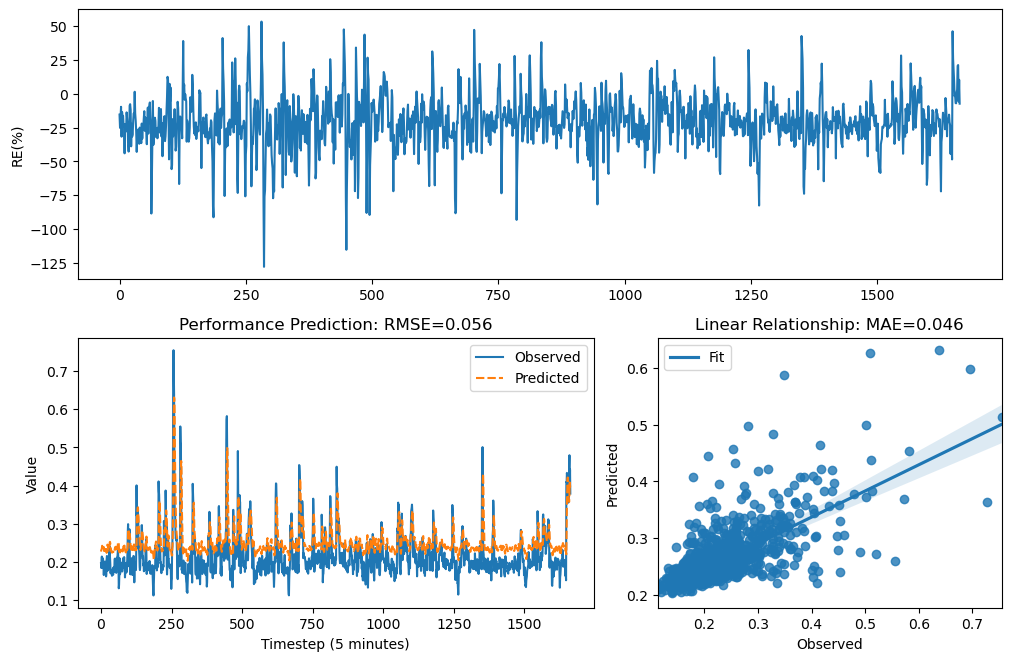 RE(%)
50
25
0
−25
−50
−75
−100
−125
0 250 500 750 1000 1250 1500
Performance Prediction: RMSE=0.056
Value
0.7
0.6
0.5
0.4
0.3
0.2
0.1
Observed
Predicted
0 250 500 750 1000 1250 1500
Timestep (5 minutes)
Linear Relationship: MAE=0.046
Predicted
0.6
0.5
0.4
0.3
0.2
Fit
0.2 0.3 0.4 0.5 0.6 0.7
Observed